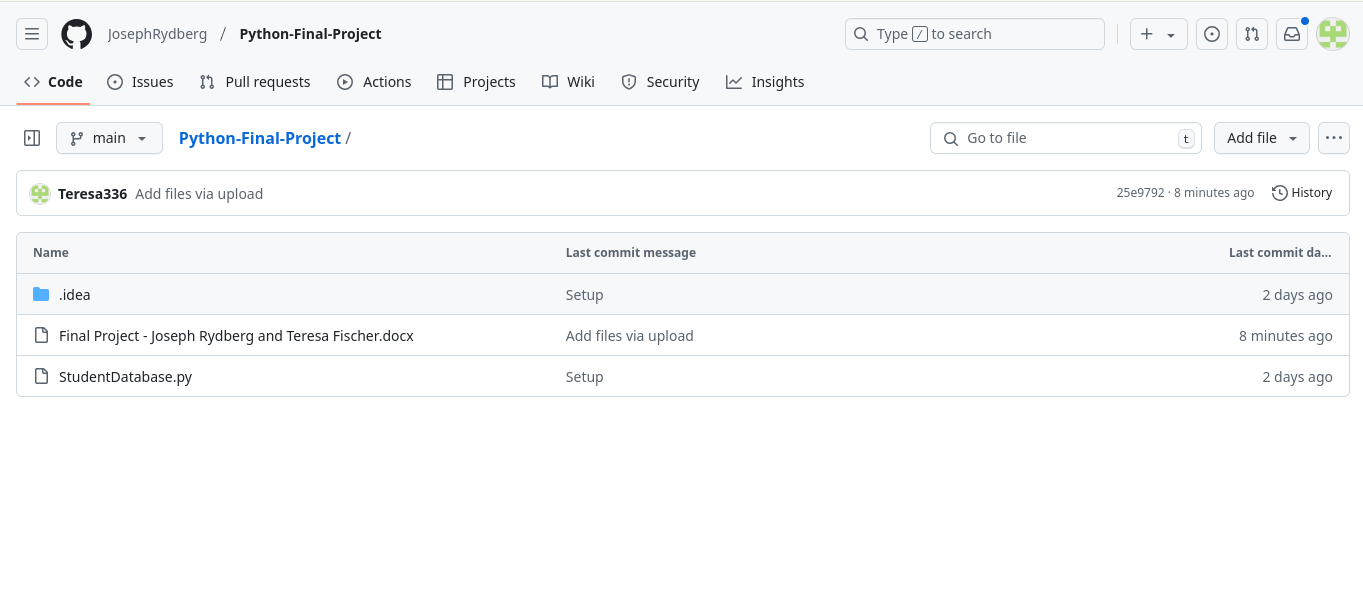 JosephRydberg / Python-Final-Project Type / to search
Code Issues Pull requests Actions Projects Wiki Security Insights
main Python-Final-Project / Go to file t Add file
Teresa336 Add files via upload 25e9792 · 8 minutes ago History
Name Last commit message Last commit da...
.idea Setup 2 days ago
Final Project - Joseph Rydberg and Teresa Fischer.docx Add files via upload 8 minutes ago
StudentDatabase.py Setup 2 days ago